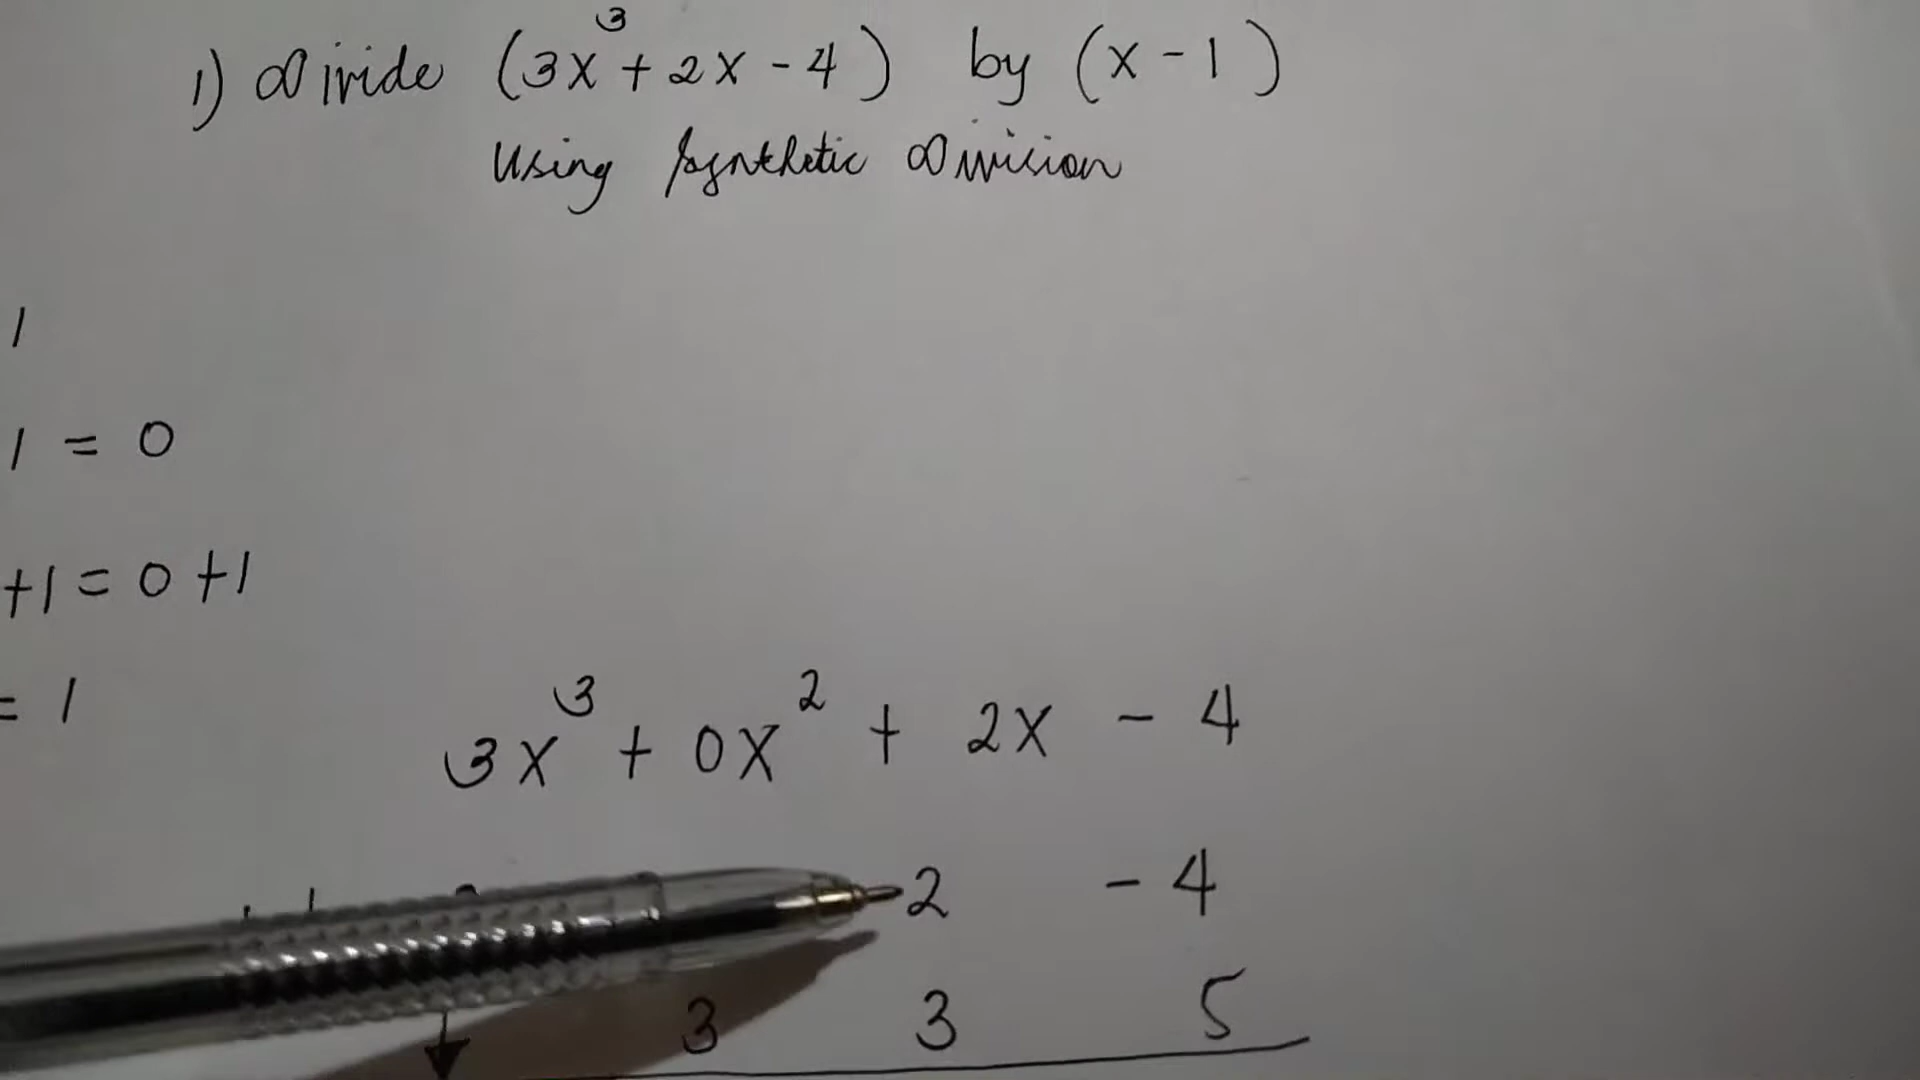 1) Divide (3x³ + 2x - 4) by (x - 1)
Using Synthetic Division
1
1 = 0
+1 = 0 +1
= 1
3x³ + 0x² + 2x - 4
2 - 4
3 3 5